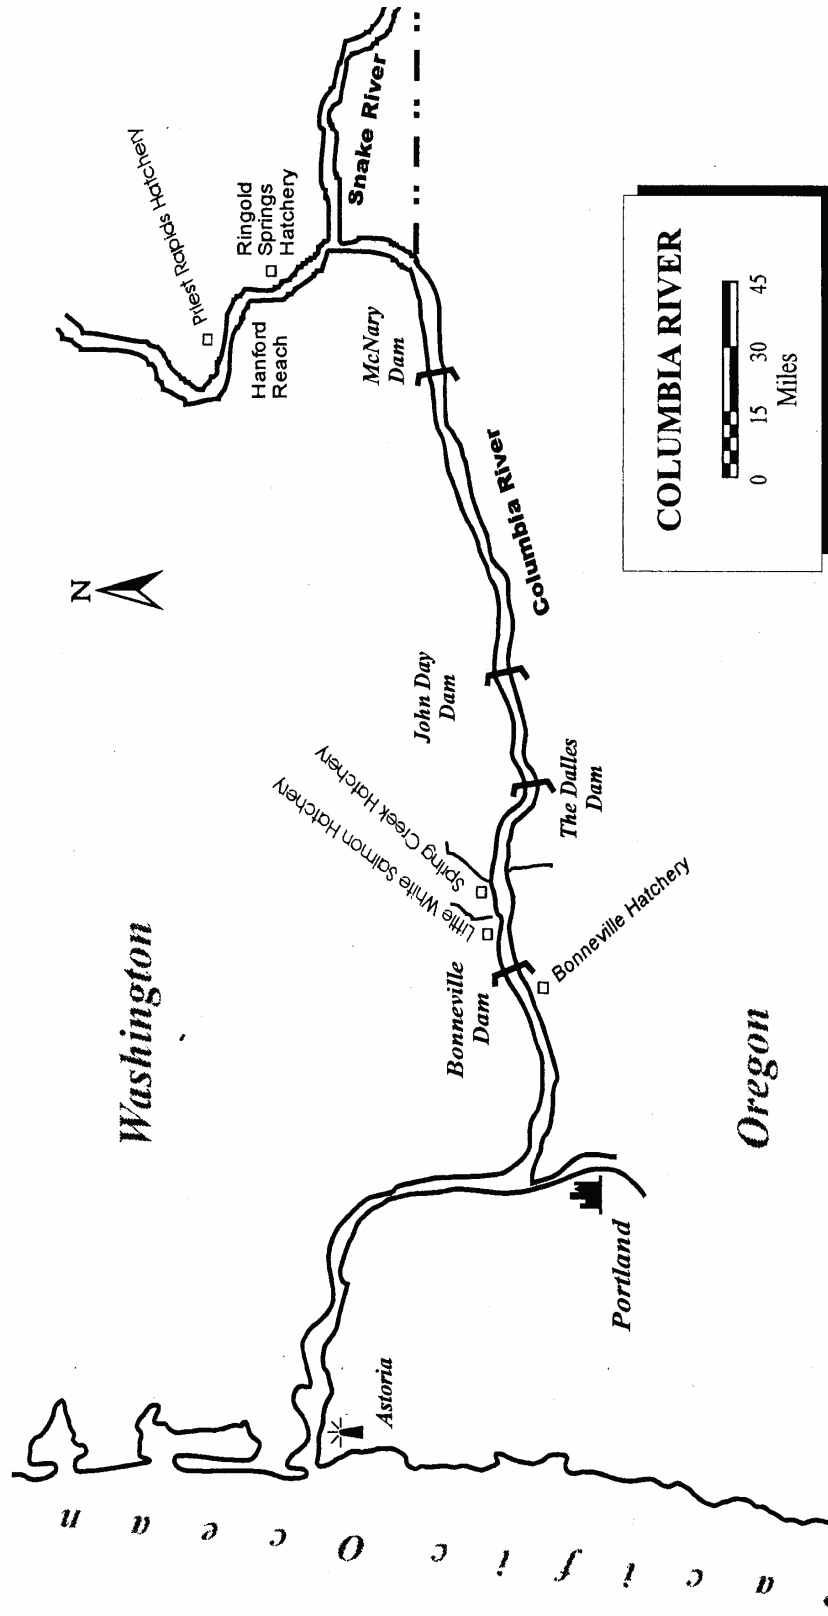 Priest Rapids Hatchery
Ringold
Springs
Hatchery
Snake River
Hanford
Reach
McNary
Dam
N
Columbia River
John Day
Dam
The Dalles
Dam
Spring Creek Hatchery
Little White Salmon Hatchery
Bonneville
Dam
Bonneville Hatchery
Washington
Oregon
Portland
Astoria
acific Ocean
COLUMBIA RIVER
0 15 30 45
Miles